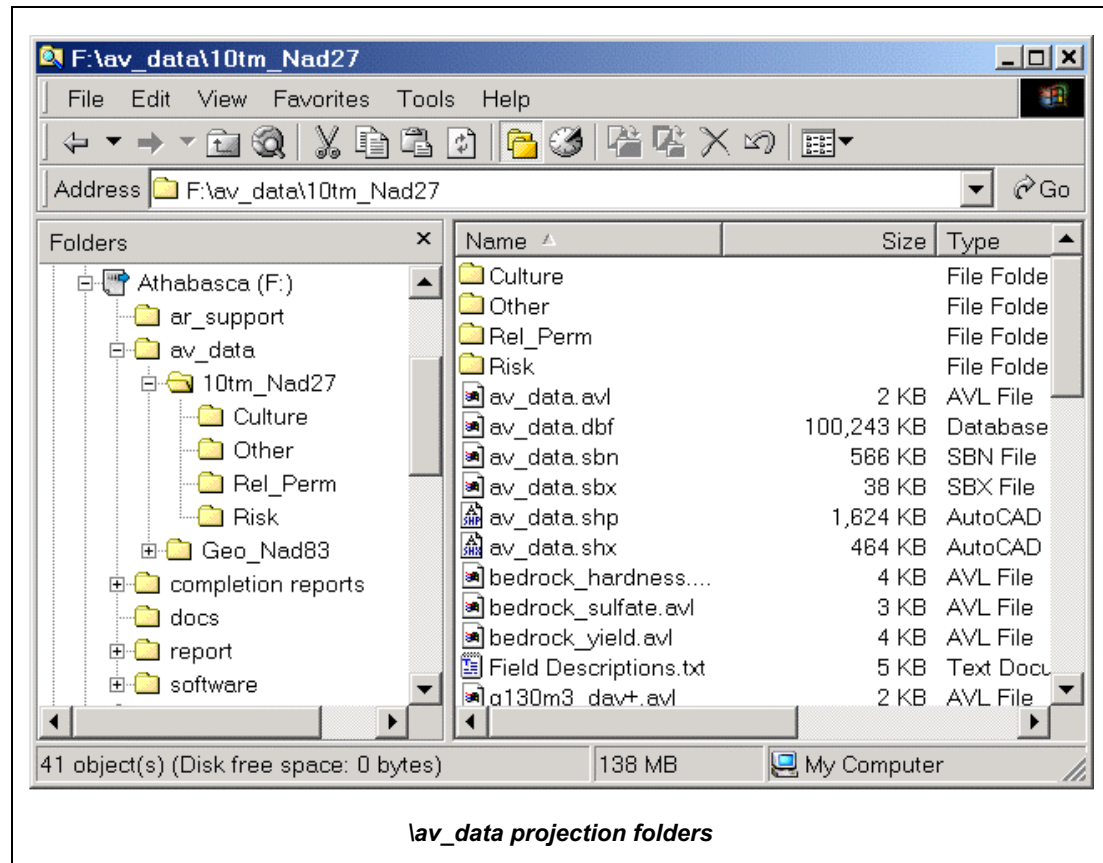 F:\av_data\10tm_Nad27
File Edit View Favorites Tools Help
Address F:\av_data\10tm_Nad27 Go
Folders
Athabasca (F:)
ar_support
av_data
10tm_Nad27
Culture
Other
Rel_Perm
Risk
Geo_Nad83
completion reports
docs
report
software
Name Size Type
Culture File Folde
Other File Folde
Rel_Perm File Folde
Risk File Folde
av_data.avl 2 KB AVL File
av_data.dbf 100,243 KB Database
av_data.sbn 566 KB SBN File
av_data.sbx 38 KB SBX File
av_data.shp 1,624 KB AutoCAD
av_data.shx 464 KB AutoCAD
bedrock_hardness.... 4 KB AVL File
bedrock_sulfate.avl 3 KB AVL File
bedrock_yield.avl 4 KB AVL File
Field Descriptions.txt 5 KB Text Docu
2 KB AVL File
41 object(s) (Disk free space: 0 bytes) 138 MB My Computer
\av_data projection folders